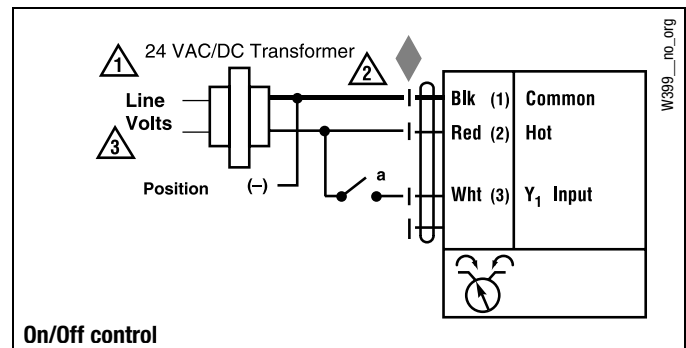 1 24 VAC/DC Transformer 2
Line
Volts
3
Position (–)
a
Blk (1) Common
Red (2) Hot
Wht (3) Y₁ Input
On/Off control
W399__no__org